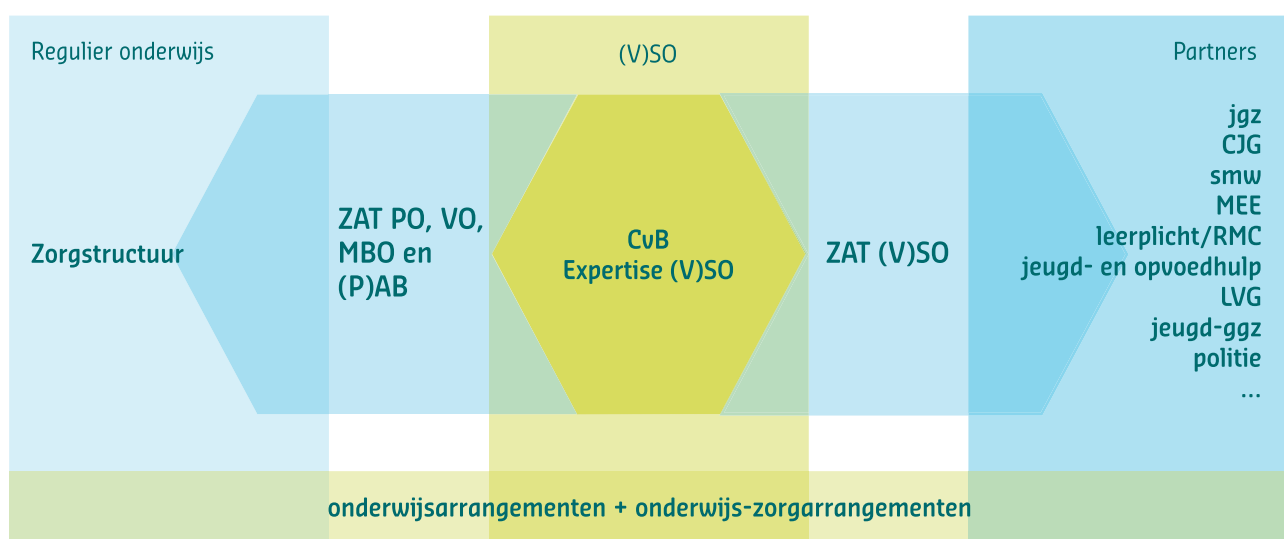 Regulier onderwijs
(V)SO
Partners
Zorgstructuur
ZAT PO, VO,
MBO en
(P)AB
CvB
Expertise (V)SO
ZAT (V)SO
jgz
CJG
smw
MEE
leerplicht/RMC
jeugd- en opvoedhulp
LVG
jeugd-ggz
politie
...
onderwijsarrangementen + onderwijs-zorgarrangementen